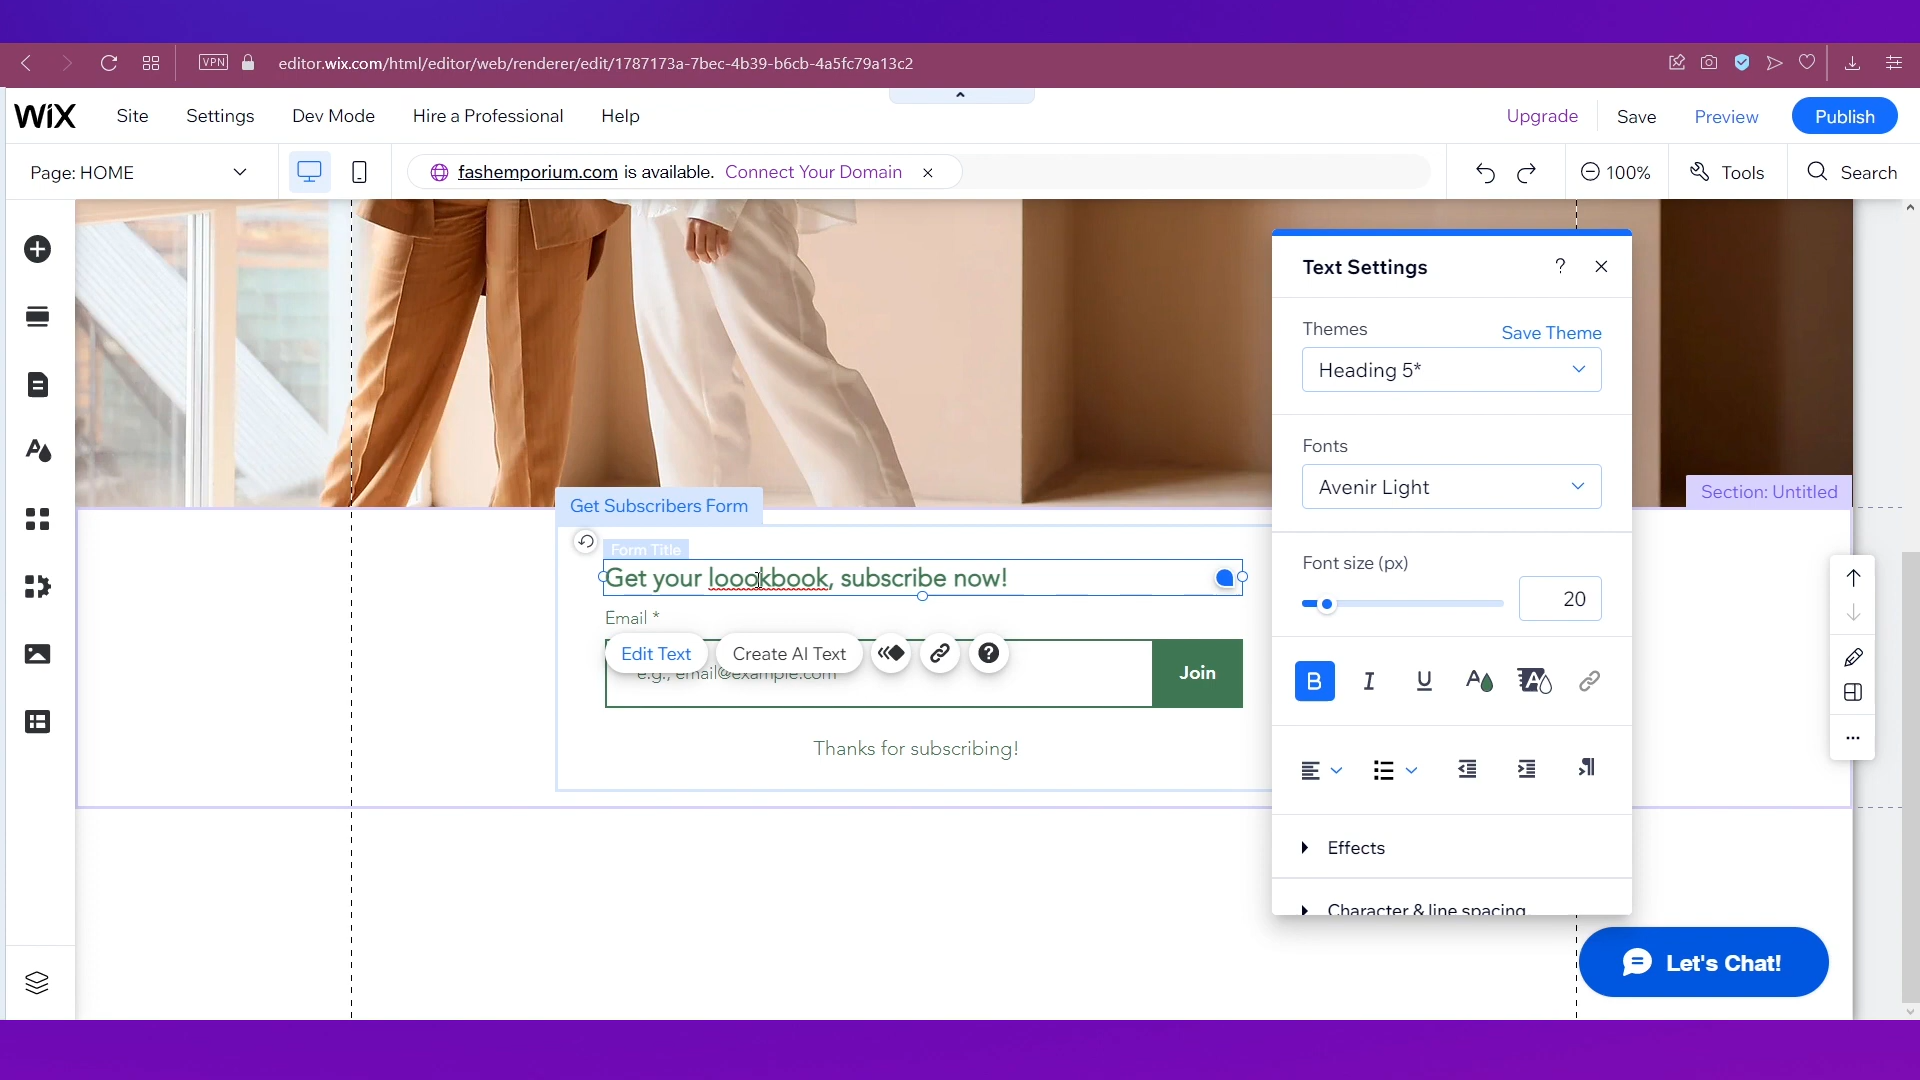 VPN
editor.wix.com/html/editor/web/renderer/edit/1787173a-7bec-4b39-b6cb-4a5fc79a13c2
WiX
Site
Settings
Dev Mode
Hire a Professional
Help
Upgrade
Save
Preview
Publish
Page: HOME
fashemporium.com is available. Connect Your Domain
100%
Tools
Search
Text Settings
?
Themes
Save Theme
Heading 5*
Fonts
Avenir Light
Section: Untitled
Get Subscribers Form
Form Title
Get your loookbook, subscribe now!
Email *
Edit Text
Create AI Text
e.g., email@example.com
Join
Thanks for subscribing!
Font size (px)
20
B
I
U
Effects
Character & line spacing
Let's Chat!